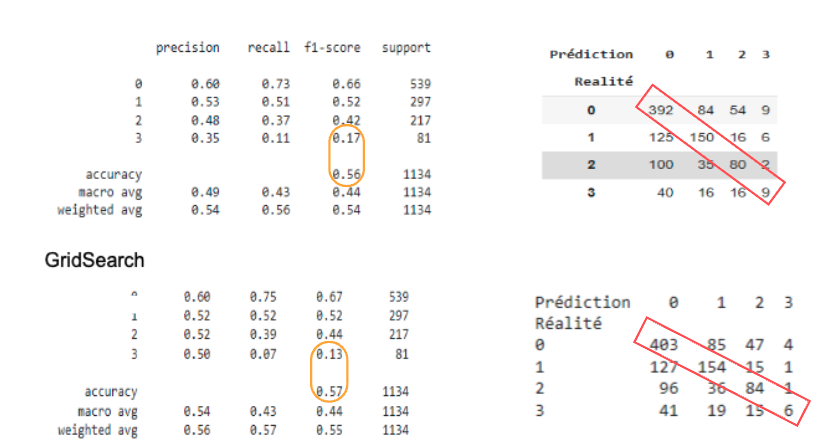 precision recall f1-score support
0 0.60 0.73 0.66 539
1 0.53 0.51 0.52 297
2 0.48 0.37 0.42 217
3 0.35 0.11 0.17 81
accuracy 0.56 1134
macro avg 0.49 0.43 0.44 1134
weighted avg 0.54 0.56 0.54 1134
Prédiction 0 1 2 3
Realité
0 392 84 54 9
1 125 150 16 6
2 100 35 80 2
3 40 16 16 9
GridSearch
0.60 0.75 0.67 539
1 0.52 0.52 0.52 297
2 0.52 0.39 0.44 217
3 0.50 0.07 0.13 81
accuracy 0.57 1134
macro avg 0.54 0.43 0.44 1134
weighted avg 0.56 0.57 0.55 1134
Prédiction 0 1 2 3
Réalité
0 403 85 47 4
1 127 154 15 1
2 96 36 84 1
3 41 19 15 6